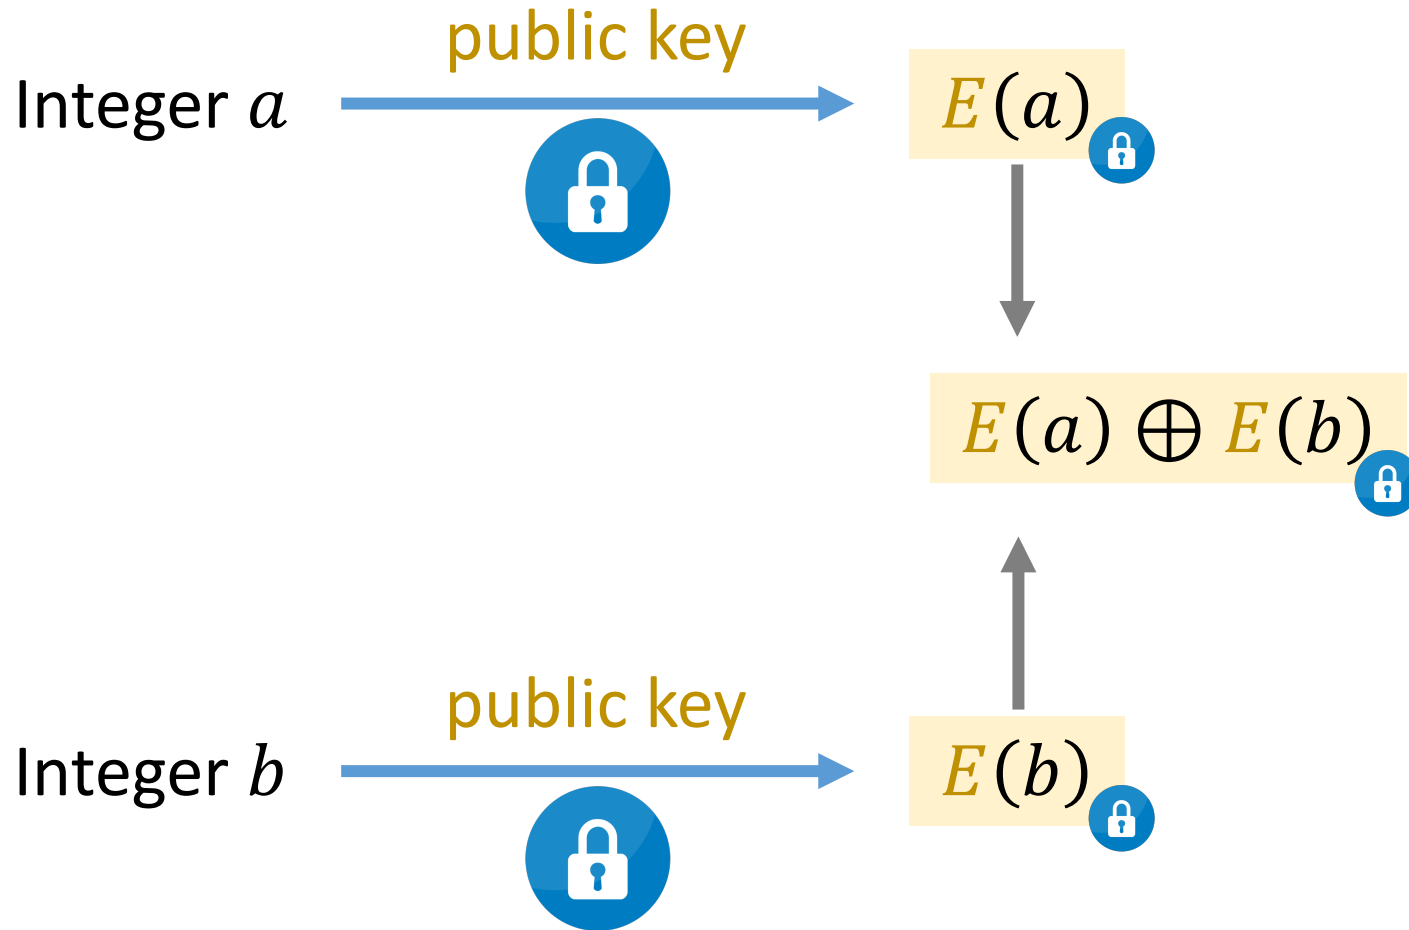 public key
Integer a
E(a)
E(a) ⊕ E(b)
public key
Integer b
E(b)